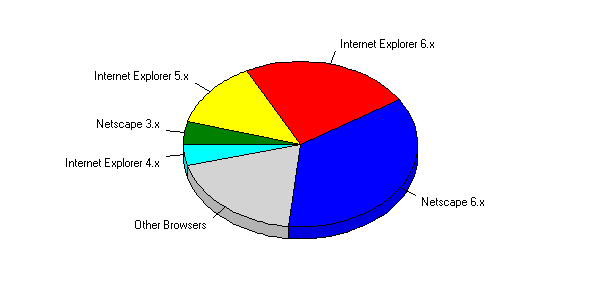 Internet Explorer 6.x
Internet Explorer 5.x
Netscape 3.x
Internet Explorer 4.x
Netscape 6.x
Other Browsers